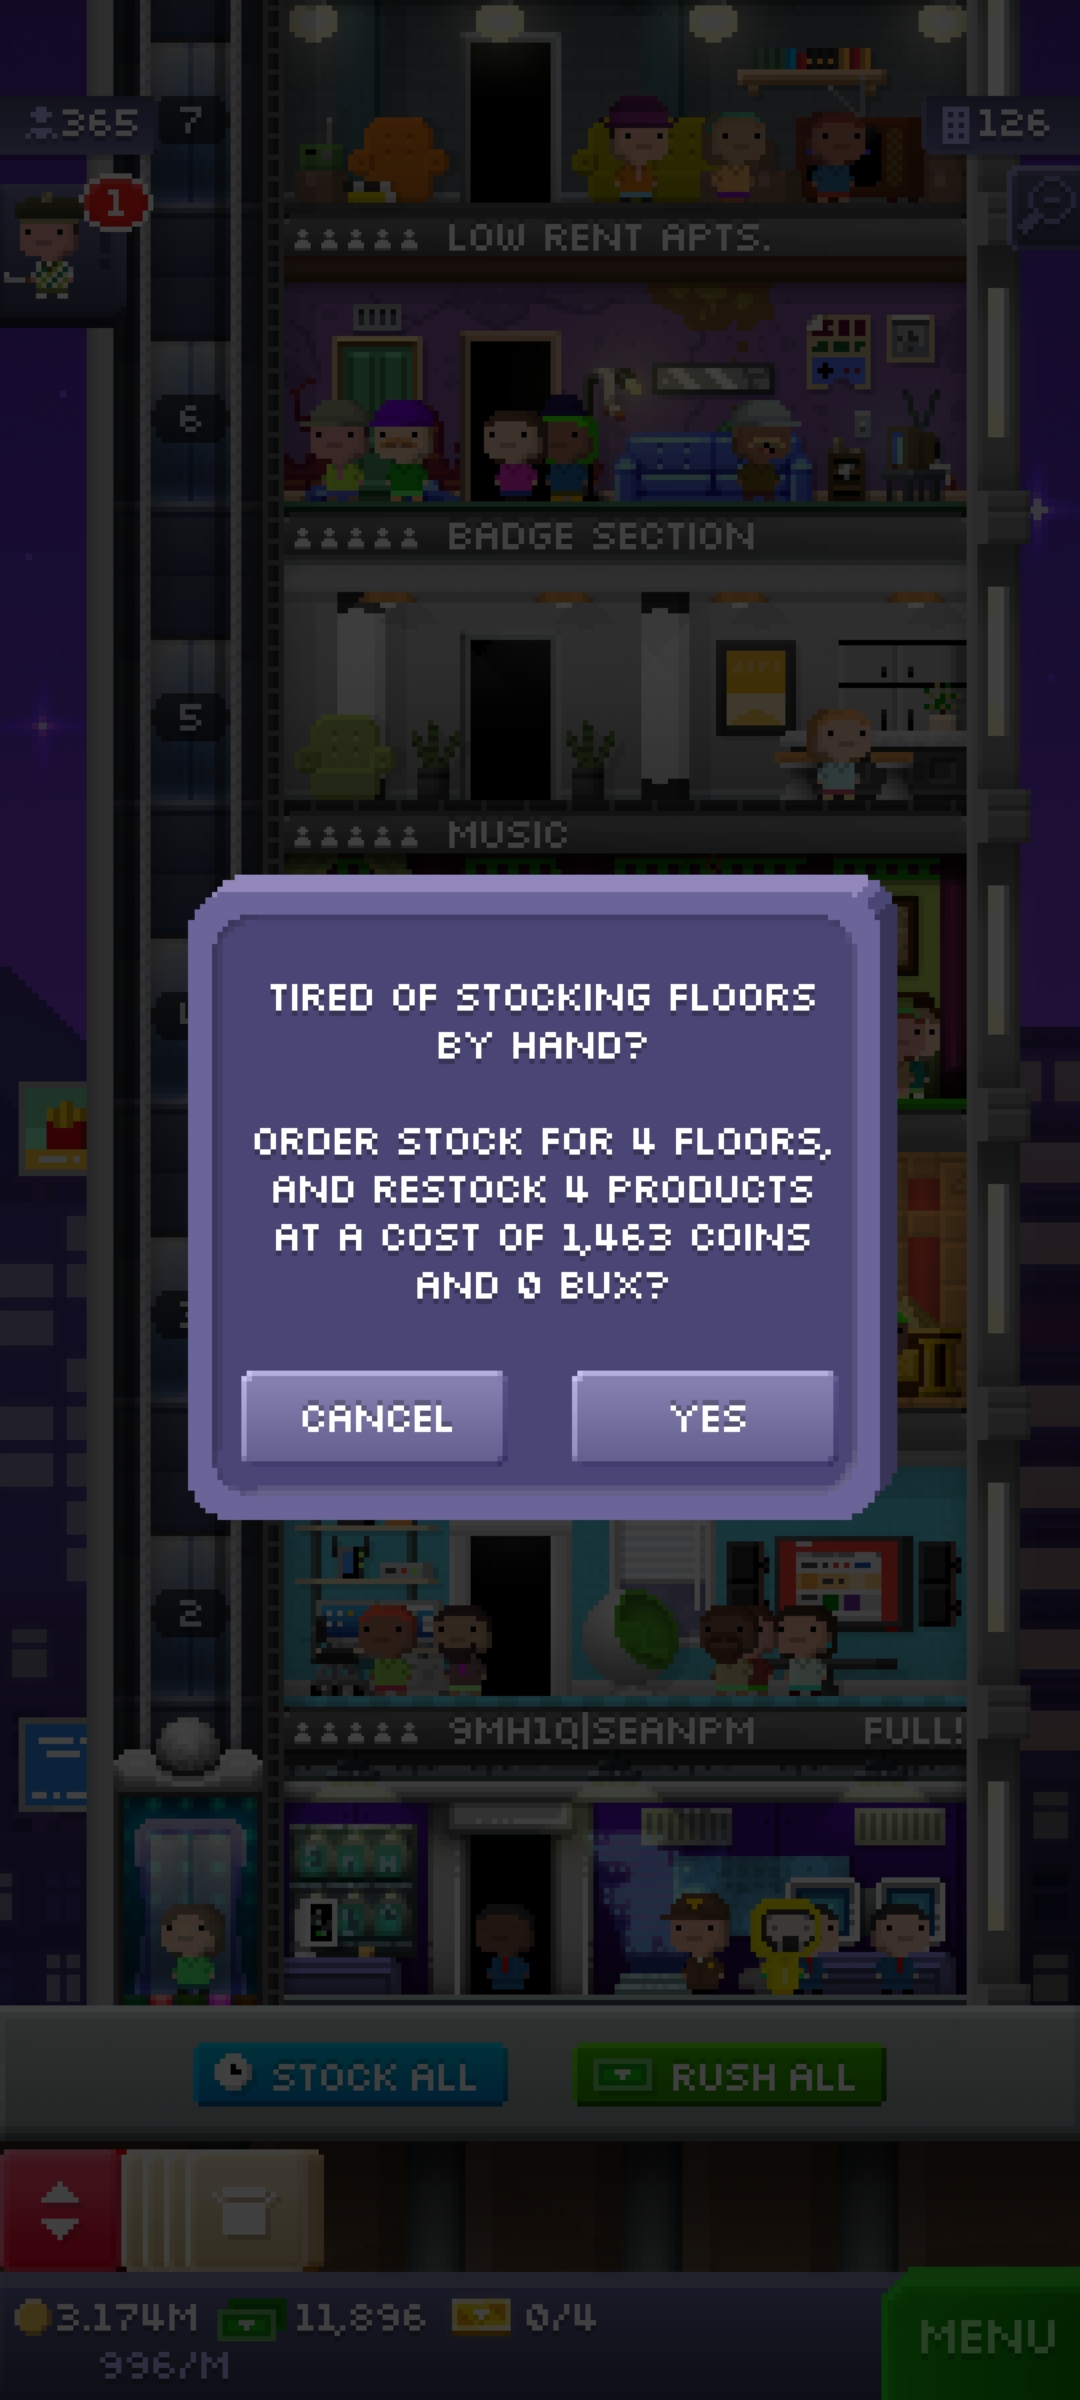 365
7
126
1
LOW RENT APTS.
6
BADGE SECTION
5
MUSIC
TIRED OF STOCKING FLOORS
BY HAND?
ORDER STOCK FOR 4 FLOORS,
AND RESTOCK 4 PRODUCTS
AT A COST OF 1,463 COINS
AND 0 BUX?
CANCEL
YES
2
9MH1Q|SEANPM
FULL!
STOCK ALL
RUSH ALL
3.174M
11,896
0/4
996/M
MENU